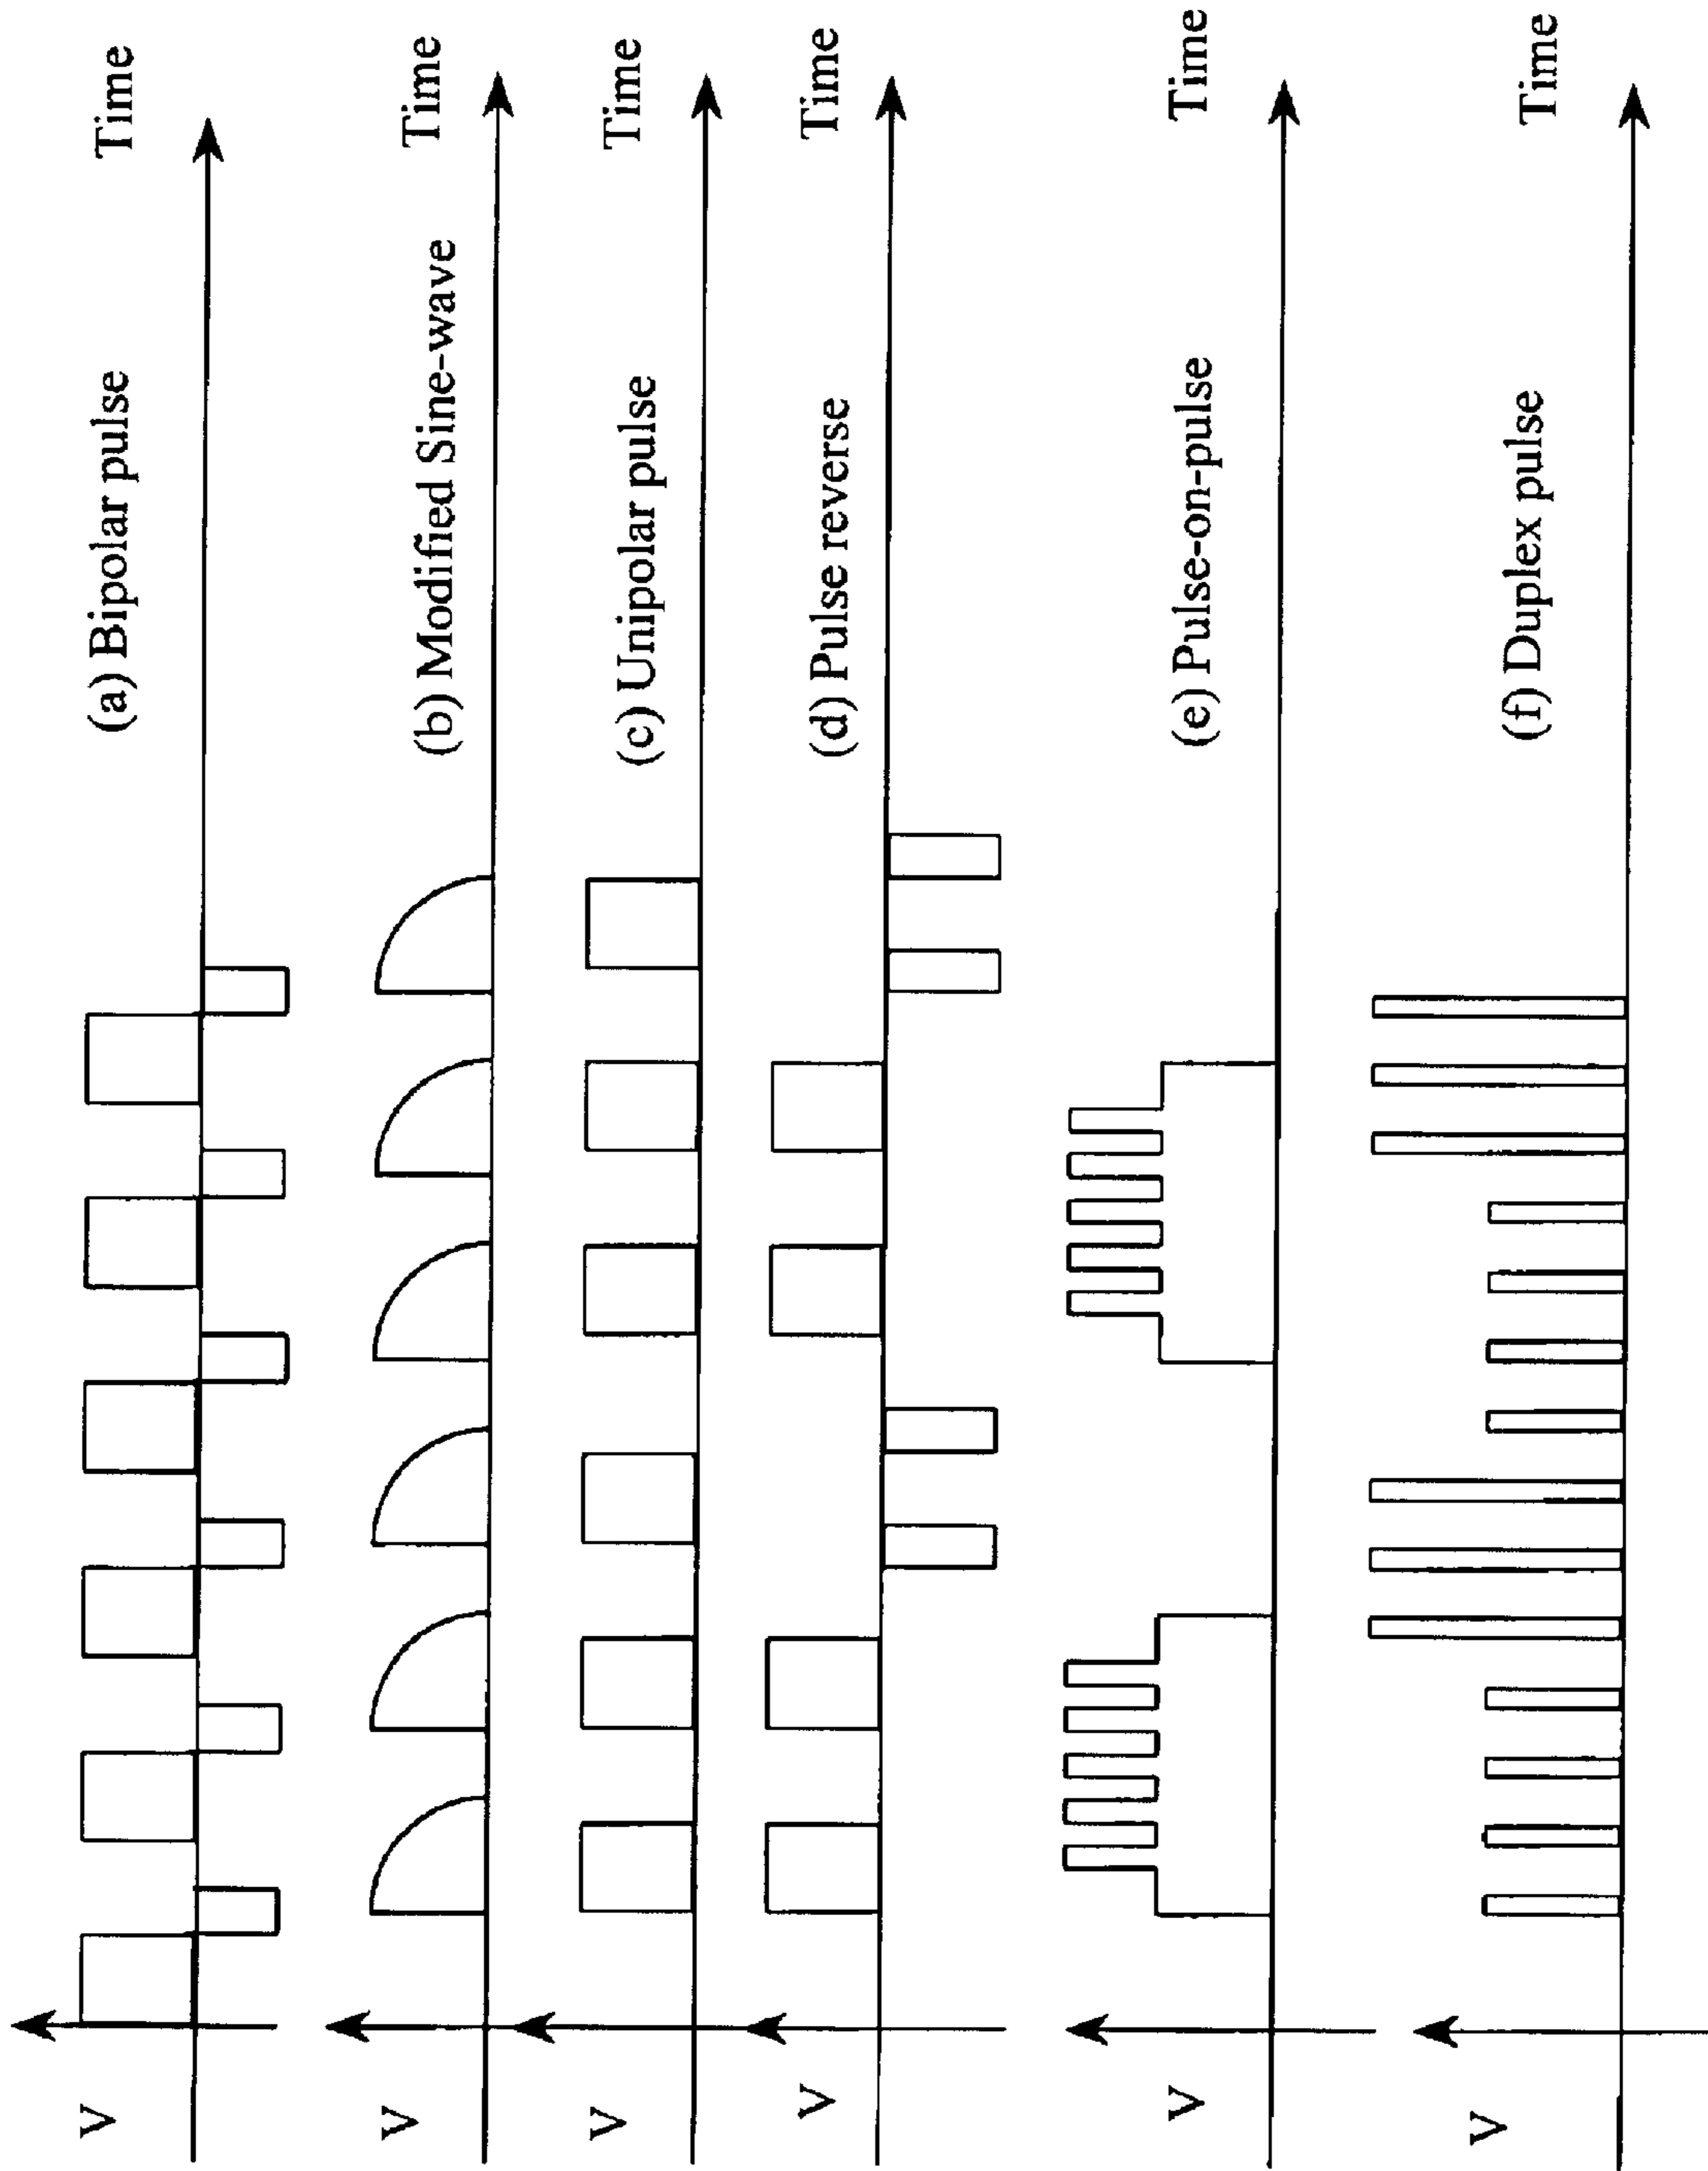 V
(a) Bipolar pulse
Time
V
(b) Modified Sine-wave
Time
V
(c) Unipolar pulse
Time
V
(d) Pulse reverse
Time
V
(e) Pulse-on-pulse
Time
V
(f) Duplex pulse
Time